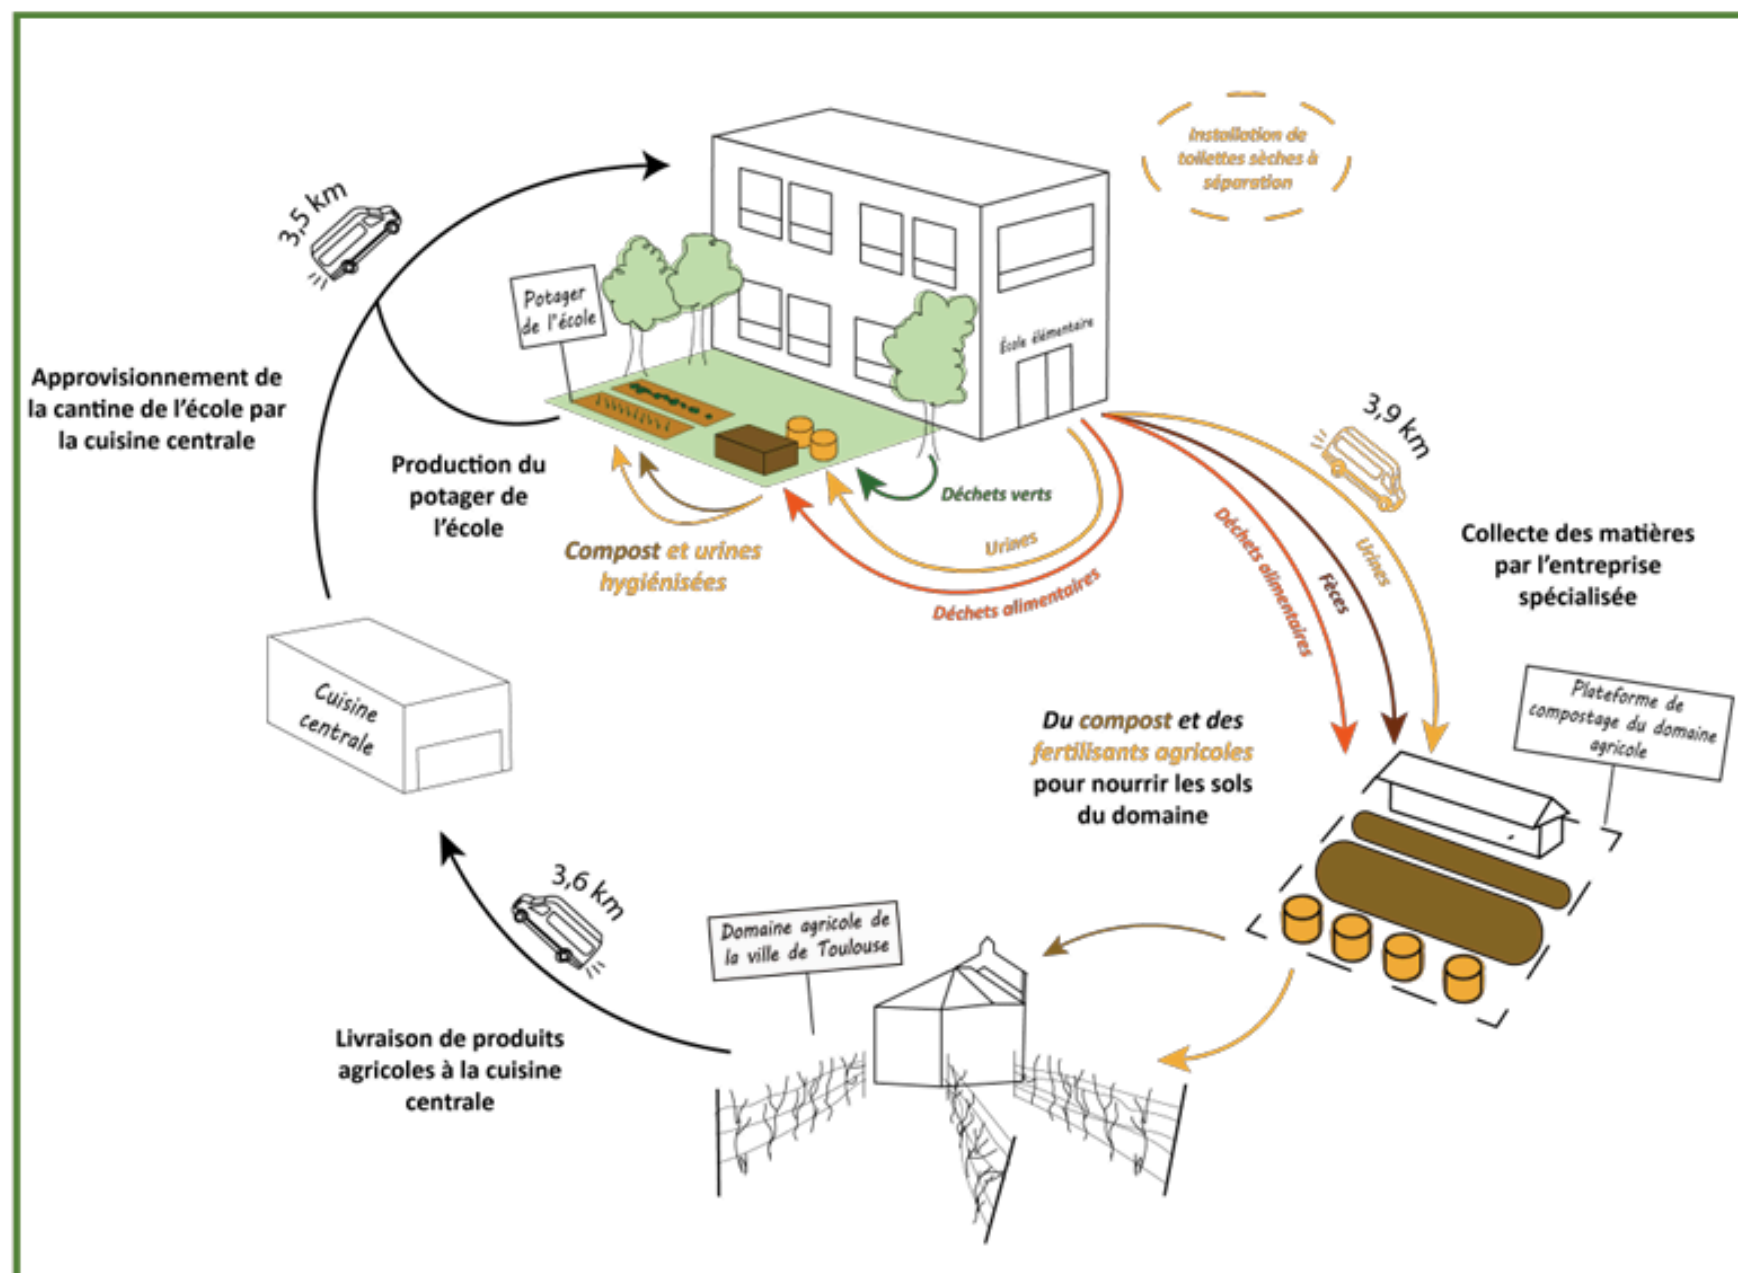 Installation de
toilettes sèches à
séparation
3,5 km
Potager
de l'école
École élémentaire
Approvisionnement de
la cantine de l'école par
la cuisine centrale
3,9 km
Production du
potager de
l'école
Déchets verts
Urines
Déchets alimentaires
Compost et urines
hygiénisées
Déchets alimentaires
Fèces
Urines
Collecte des matières
par l'entreprise
spécialisée
Cuisine
centrale
Du compost et des
fertilisants agricoles
pour nourrir les sols
du domaine
Plateforme de
compostage du domaine
agricole
3,6 km
Domaine agricole de
la ville de Toulouse
Livraison de produits
agricoles à la cuisine
centrale